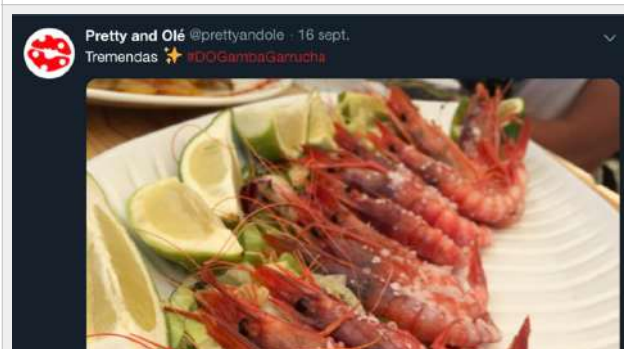 Pretty and Olé @prettyandole · 16 sept.
Tremendas ✨ #DOGambaGarrucha